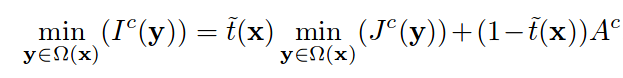 min_{y∈Ω(x)} (I^c(y)) = t̃(x) min_{y∈Ω(x)} (J^c(y)) + (1 − t̃(x))A^c